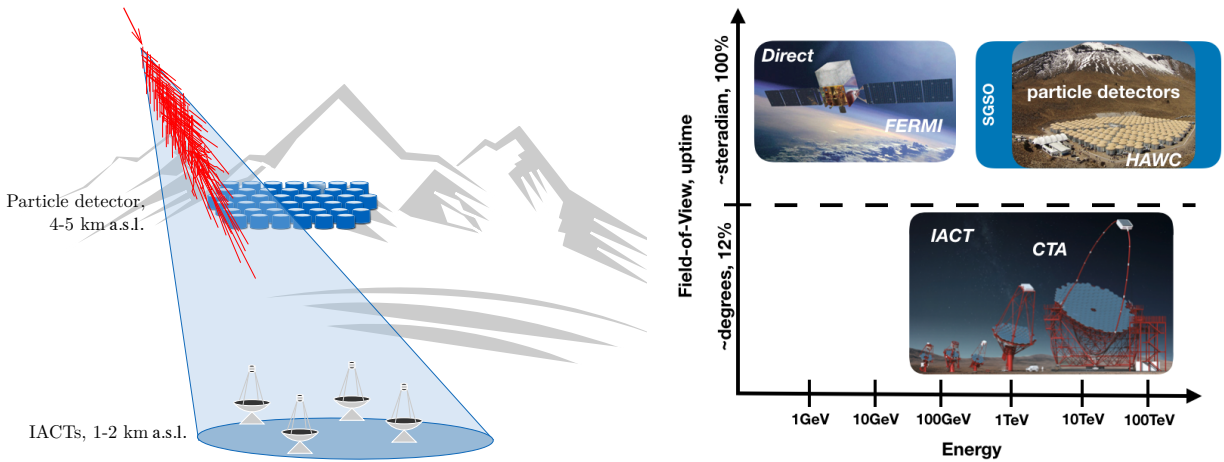 Particle detector,
4-5 km a.s.l.
IACTs, 1-2 km a.s.l.
Field-of-View, uptime
~steradian, 100%
~degrees, 12%
Direct
FERMI
SGSO
particle detectors
HAWC
IACT
CTA
1GeV 10GeV 100GeV 1TeV 10TeV 100TeV
Energy